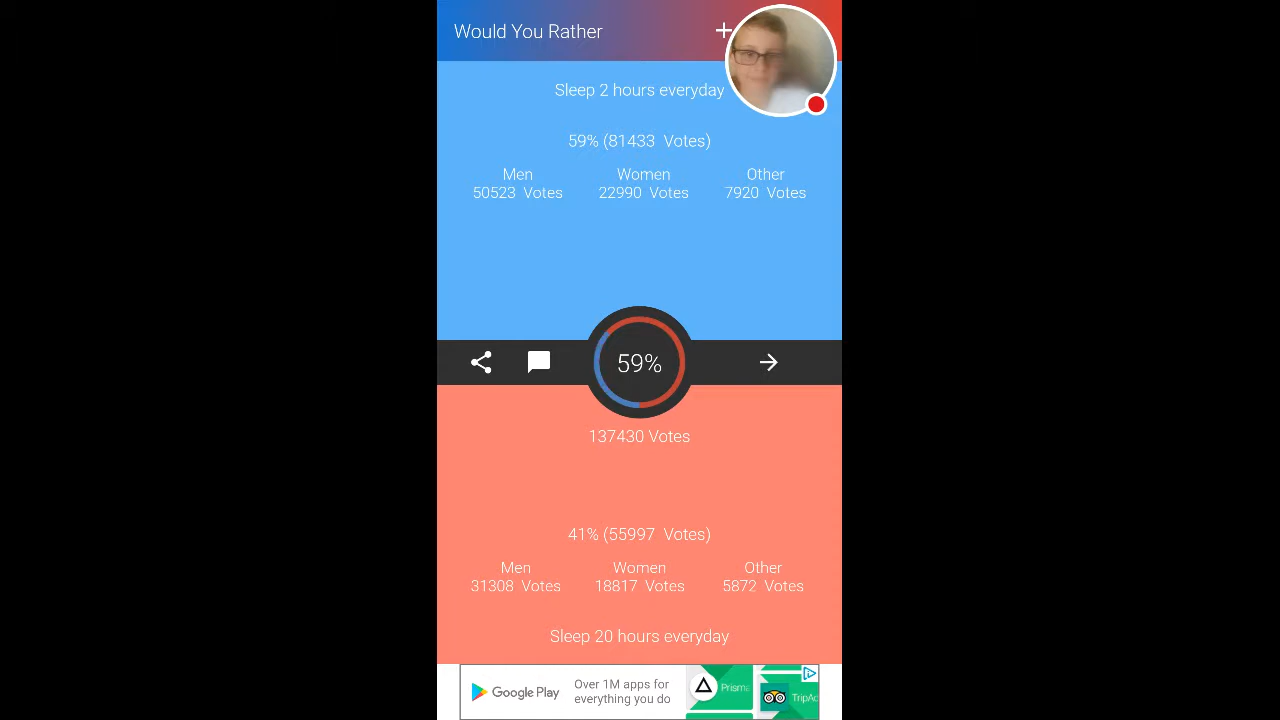 Would You Rather +
Sleep 2 hours everyday
59% (81433 Votes)
Men Women Other
50523 Votes 22990 Votes 7920 Votes
59%
137430 Votes
41% (55997 Votes)
Men Women Other
31308 Votes 18817 Votes 5872 Votes
Sleep 20 hours everyday
Google Play
Over 1M apps for
everything you do
Prisma
TripAd